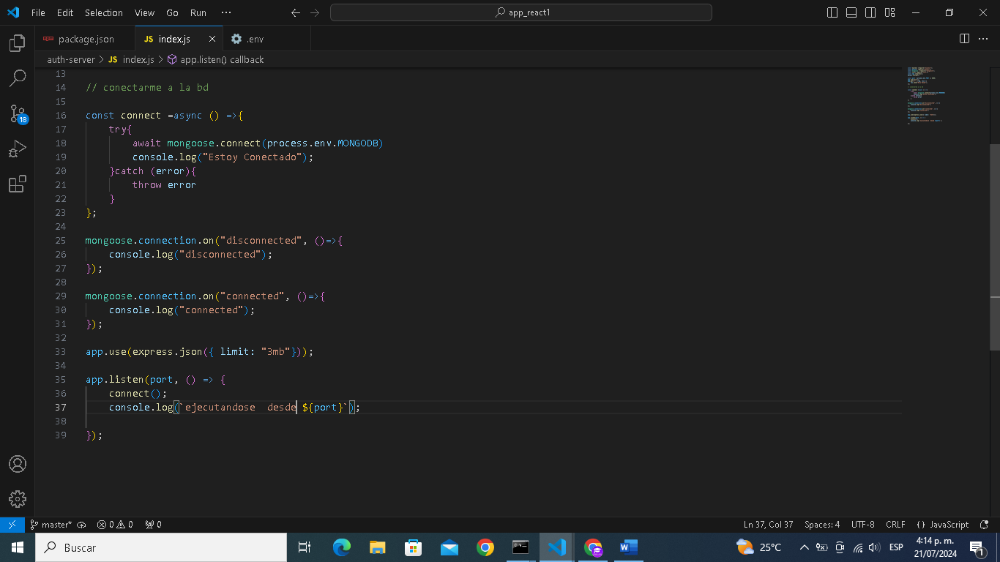 File Edit Selection View Go Run ··· app_react1
package.json JS index.js .env
auth-server > JS index.js > app.listen() callback
13
14 // conectarme a la bd
15
16 const connect =async () =>{
17 try{
18 await mongoose.connect(process.env.MONGODB)
19 console.log("Estoy Conectado");
20 }catch (error){
21 throw error
22 }
23 };
24
25 mongoose.connection.on("disconnected", ()=>{
26 console.log("disconnected");
27 });
28
29 mongoose.connection.on("connected", ()=>{
30 console.log("connected");
31 });
32
33 app.use(express.json({ limit: "3mb"}));
34
35 app.listen(port, () => {
36 connect();
37 console.log(`ejecutandose  desde ${port}`);
38
39 });
18
master* 0 0 0 Ln 37, Col 37 Spaces: 4 UTF-8 CRLF {} JavaScript
Buscar 25°C ESP 4:14 p. m.
21/07/2024 1